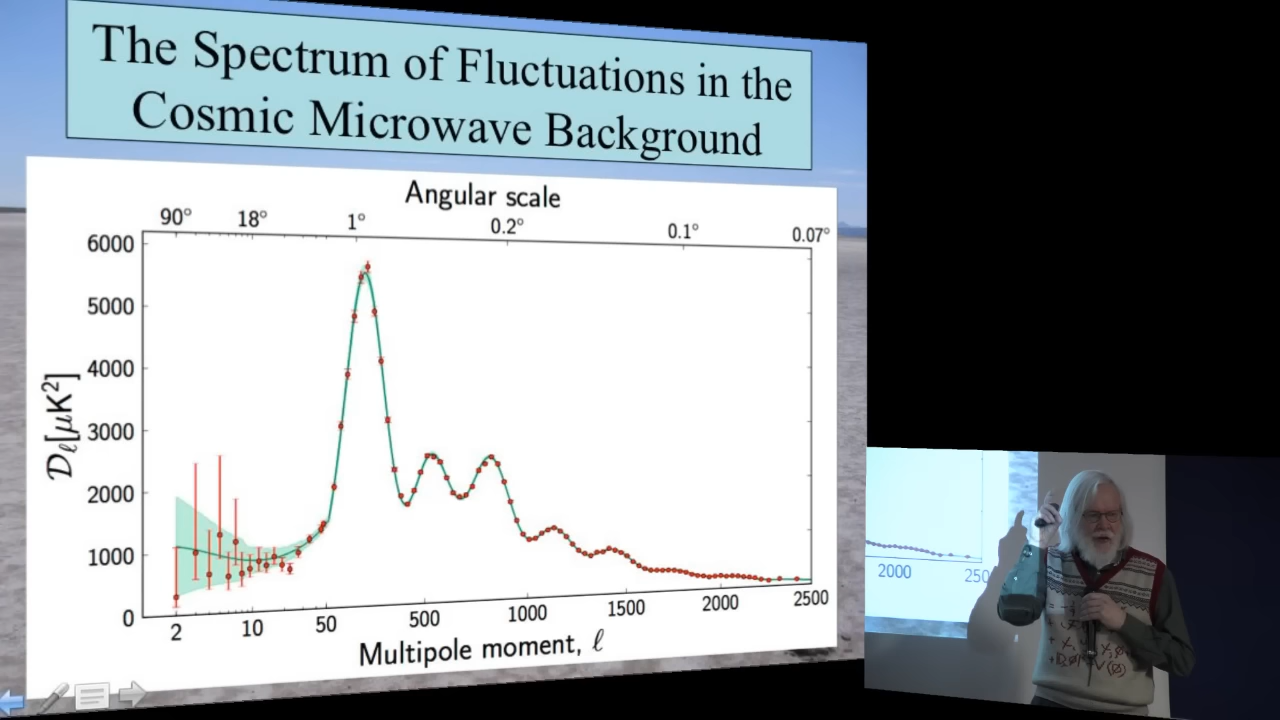 The Spectrum of Fluctuations in the
Cosmic Microwave Background
Angular scale
90° 18° 1° 0.2° 0.1° 0.07°
6000
5000
4000
3000
2000
1000
0
𝒟ℓ[μK²]
2 10 50 500 1000 1500 2000 2500
Multipole moment, ℓ
2000 250